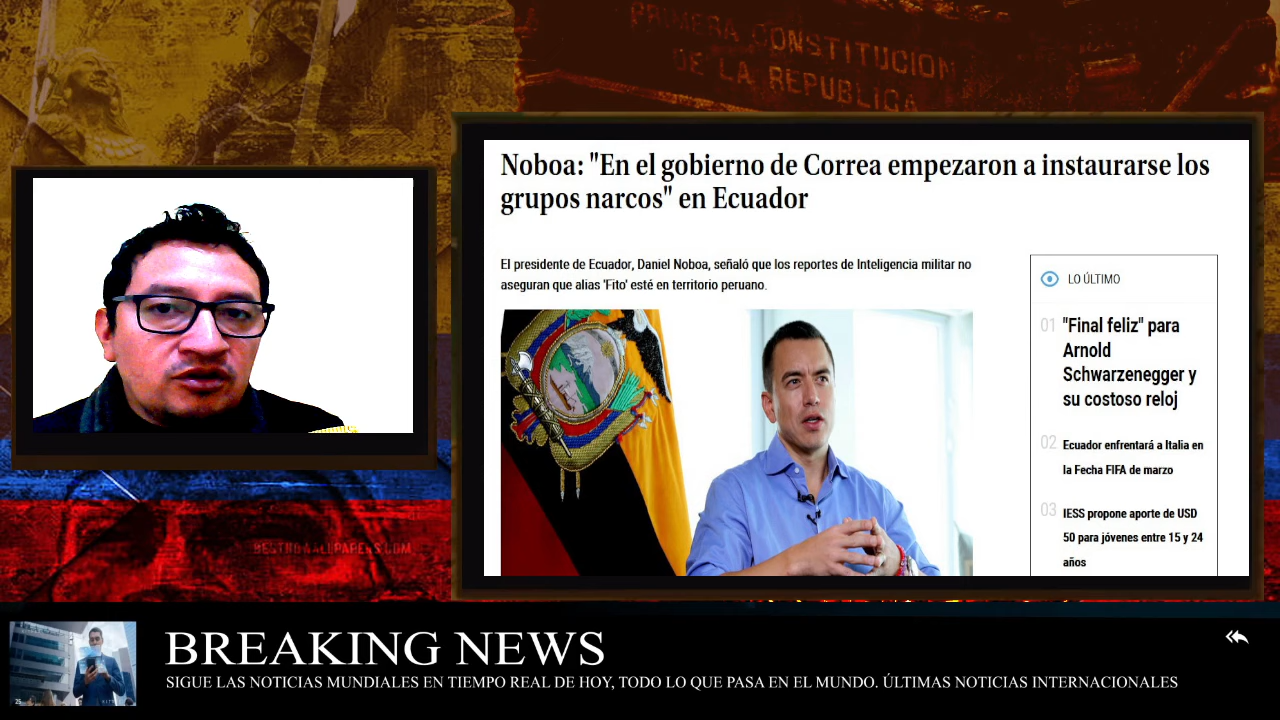 PRIMERA CONSTITUCION
DE LA REPUBLICA
Noboa: "En el gobierno de Correa empezaron a instaurarse los
grupos narcos" en Ecuador
El presidente de Ecuador, Daniel Noboa, señaló que los reportes de Inteligencia militar no
aseguran que alias 'Fito' esté en territorio peruano.
LO ÚLTIMO
01 "Final feliz" para
Arnold
Schwarzenegger y
su costoso reloj
02 Ecuador enfrentará a Italia en
la Fecha FIFA de marzo
03 IESS propone aporte de USD
50 para jóvenes entre 15 y 24
años
BREAKING NEWS
SIGUE LAS NOTICIAS MUNDIALES EN TIEMPO REAL DE HOY, TODO LO QUE PASA EN EL MUNDO. ÚLTIMAS NOTICIAS INTERNACIONALES